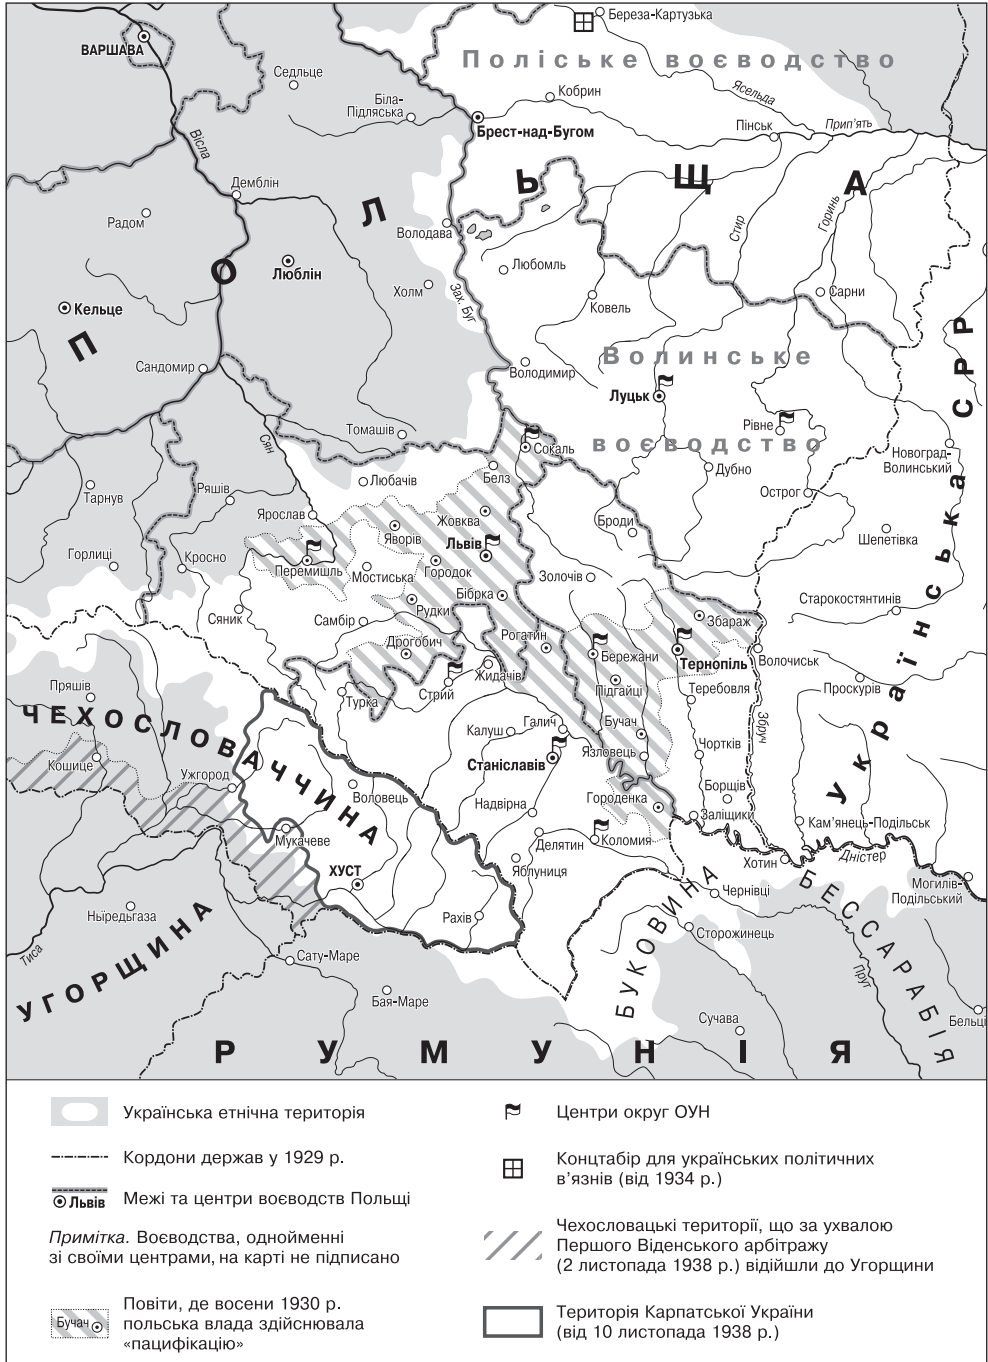 Береза-Картузька
ВАРШАВА
Поліське воєводство
Седльце
Ясельда
Біла-
Підляська
Кобрин
Брест-над-Бугом
Пінськ
Прип'ять
Вісла
ПОЛЬЩА
Демблін
Радом
Володава
Стир
Горинь
Люблін
Любомль
Холм
Зах. Буг
Ковель
Сарни
Кельце
Сандомир
Володимир
Волинське
воєводство
Луцьк
Рівне
Томашів
Сян
Сокаль
Новоград-
Волинський
Тарнув
Ряшів
Любачів
Белз
Дубно
Острог
Ярослав
Жовква
Яворів
Львів
Броди
Шепетівка
Українська СРР
Горлиці
Кросно
Перемишль
Мостиська
Городок
Золочів
Бібрка
Старокостянтинів
Сяник
Самбір
Рудки
Збараж
Дрогобич
Рогатин
Бережани
Тернопіль
Волочиськ
Жидачів
Стрий
Турка
Підгайці
Теребовля
Проскурів
Пряшів
ЧЕХОСЛОВАЧЧИНА
Галич
Калуш
Бучач
Збруч
Кошице
Станіславів
Язловець
Чортків
Ужгород
Воловець
Надвірна
Городенка
Борщів
Заліщики
Кам'янець-Подільськ
Мукачеве
Делятин
Коломия
Яблуниця
Хотин
Дністер
ХУСТ
Чернівці
Могилів-
Подільський
Ньіредьгаза
Рахів
Сторожинець
БУКОВИНА
БЕССАРАБІЯ
Тиса
УГОРЩИНА
Сату-Маре
Бая-Маре
Прут
Сучава
Бельці
РУМУНІЯ
Українська етнічна територія
Кордони держав у 1929 р.
Львів
Межі та центри воєводств Польщі
Примітка. Воєводства, однойменні
зі своїми центрами, на карті не підписано
Бучач
Повіти, де восени 1930 р.
польська влада здійснювала
«пацифікацію»
Центри округ ОУН
Концтабір для українських політичних
в'язнів (від 1934 р.)
Чехословацькі території, що за ухвалою
Першого Віденського арбітражу
(2 листопада 1938 р.) відійшли до Угорщини
Територія Карпатської України
(від 10 листопада 1938 р.)